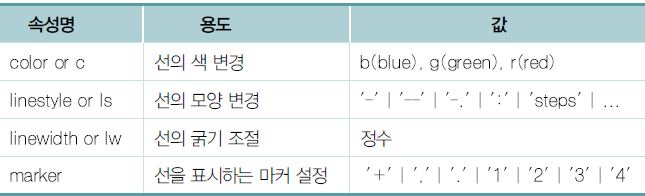 속성명 용도 값
color or c 선의 색 변경 b(blue), g(green), r(red)
linestyle or ls 선의 모양 변경 '-' | '--' | '-.' | ':' | 'steps' | ...
linewidth or lw 선의 굵기 조절 정수
marker 선을 표시하는 마커 설정 '+' | ',' | '.' | '1' | '2' | '3' | '4'